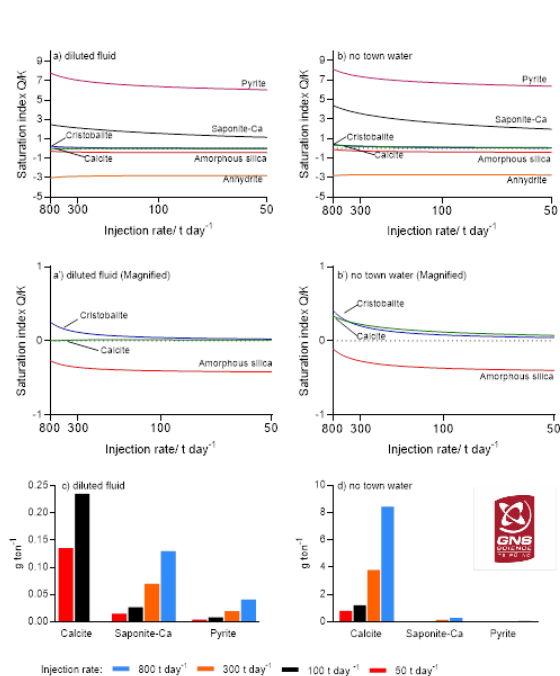 a) diluted fluid
Saturation index Q/K
9
7
5
3
1
-1
-3
-5
Pyrite
Saponite-Ca
Cristobalite
Calcite
Amorphous silica
Anhydrite
800 300 100 50
Injection rate/ t day-1
b) no town water
Saturation index Q/K
9
7
5
3
1
-1
-3
-5
Pyrite
Saponite-Ca
Cristobalite
Calcite
Amorphous silica
Anhydrite
800 300 100 50
Injection rate/ t day-1
a') diluted fluid (Magnified)
Saturation index Q/K
1
0
-1
Cristobalite
Calcite
Amorphous silica
800 300 100 50
Injection rate/ t day-1
b') no town water (Magnified)
Saturation index Q/K
1
0
-1
Cristobalite
Calcite
Amorphous silica
800 300 100 50
Injection rate/ t day-1
c) diluted fluid
g ton-1
0.25
0.20
0.15
0.10
0.05
0.00
Calcite Saponite-Ca Pyrite
d) no town water
g ton-1
10
8
6
4
2
0
Calcite Saponite-Ca Pyrite
GNS
SCIENCE
TE PŪ AO
Injection rate: 800 t day-1 300 t day-1 100 t day-1 50 t day-1